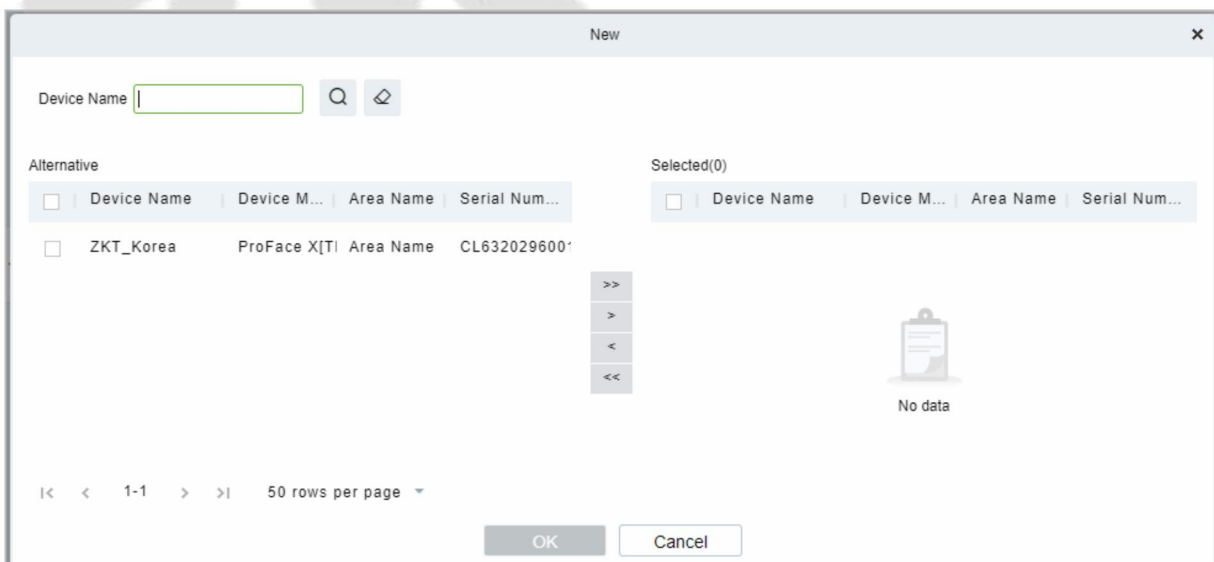 New
Device Name
Alternative
Device Name Device M... Area Name Serial Num...
ZKT_Korea ProFace X[TI Area Name CL632029600
>>
>
<
<<
Selected(0)
Device Name Device M... Area Name Serial Num...
No data
1-1 50 rows per page
OK Cancel